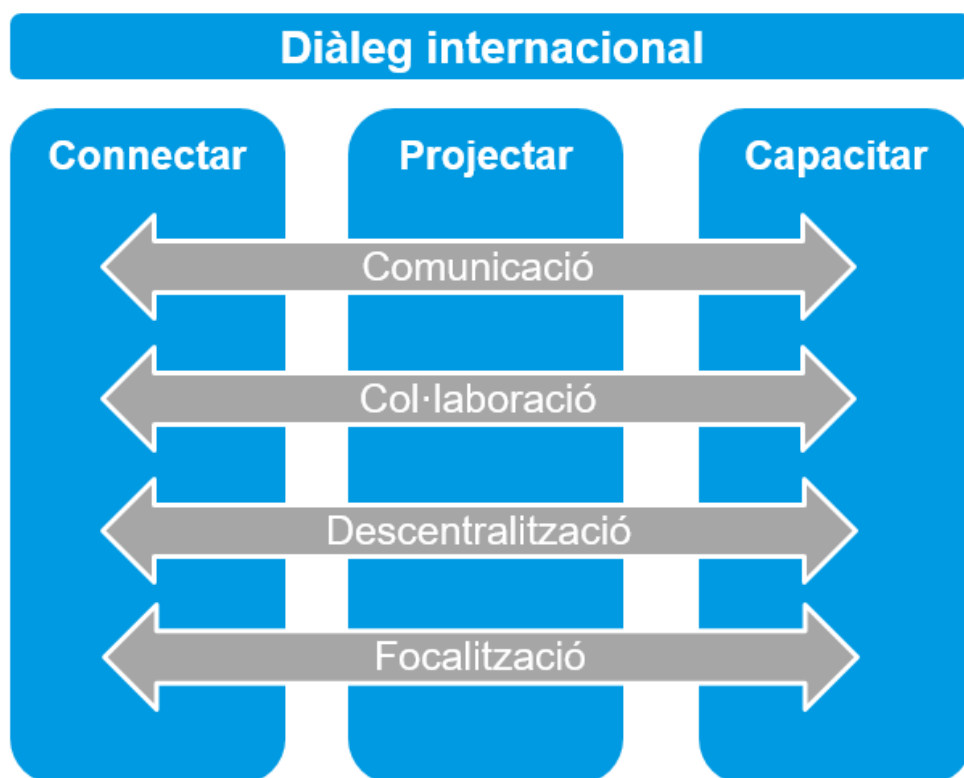 Diàleg internacional
Connectar
Projectar
Capacitar
Comunicació
Col·laboració
Descentralització
Focalització